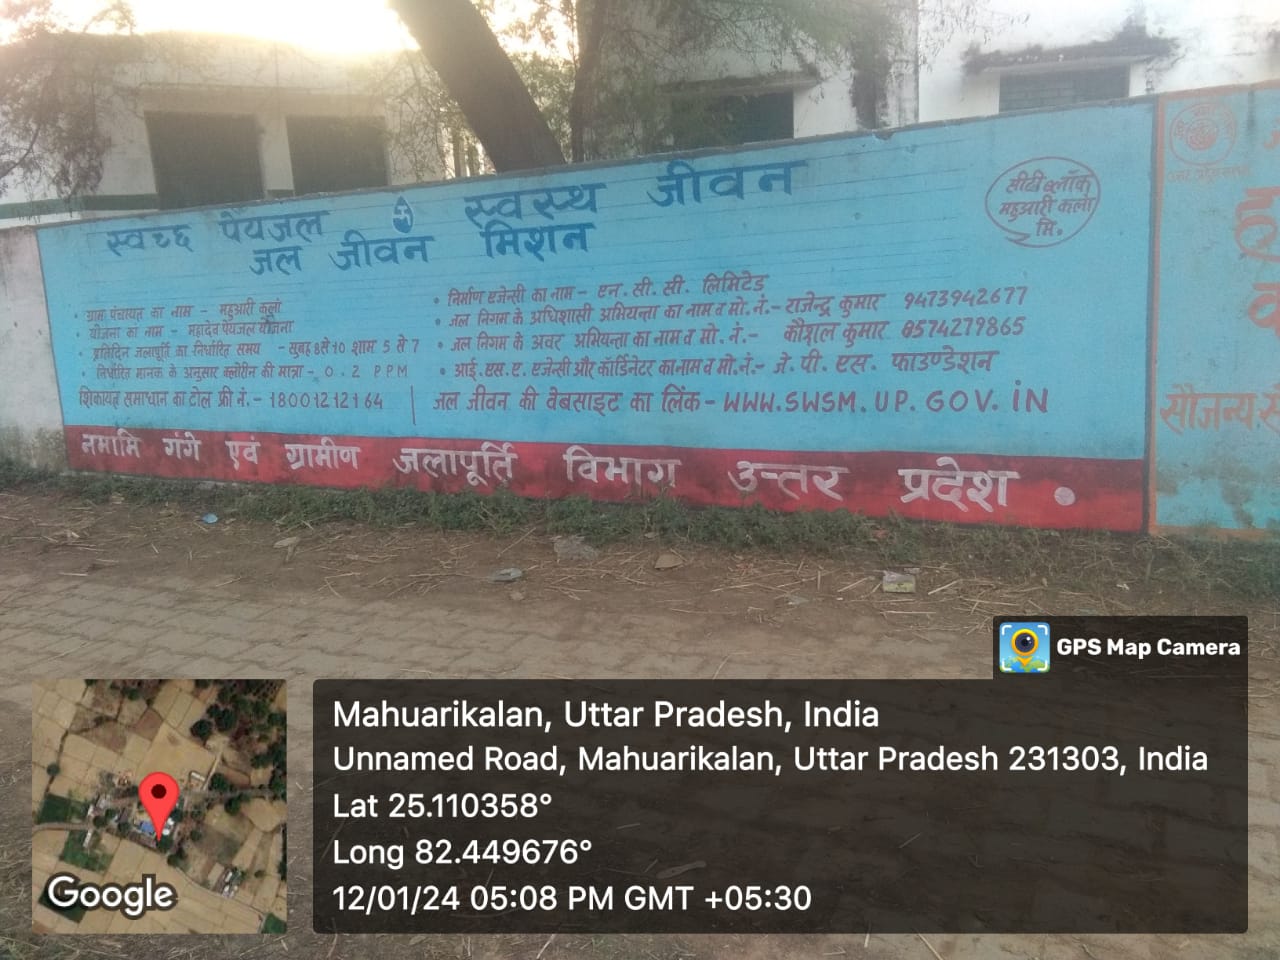 स्वच्छ पेयजल स्वस्थ जीवन
जल जीवन मिशन
सीटी ब्लॉक
महुआरी कला
मि.
• ग्राम पंचायत का नाम - महुआरी कलां
• योजना का नाम - महादेव पेयजल योजना
• प्रतिदिन जलापूर्ति का निर्धारित समय - सुबह 8 से 10 शाम 5 से 7
• निर्धारित मानक के अनुसार क्लोरीन की मात्रा - 0.2 PPM
शिकायत समाधान का टोल फ्री नं. - 18001212164
• निर्माण एजेन्सी का नाम - एन. सी. सी. लिमिटेड
• जल निगम के अधिशासी अभियन्ता का नाम व मो. नं. - राजेन्द्र कुमार 9473942677
• जल निगम के अवर अभियन्ता का नाम व मो. नं. - कौशल कुमार 8574279865
• आई. एस. ए. एजेन्सी और कॉर्डिनेटर का नाम व मो. नं. - जे. पी. एस. फाउण्डेशन
जल जीवन की वेबसाइट का लिंक - WWW.SWSM.UP.GOV.IN
नमामि गंगे एवं ग्रामीण जलापूर्ति विभाग उत्तर प्रदेश .
सौजन्य
GPS Map Camera
Mahuarikalan, Uttar Pradesh, India
Unnamed Road, Mahuarikalan, Uttar Pradesh 231303, India
Lat 25.110358°
Long 82.449676°
12/01/24 05:08 PM GMT +05:30
Google